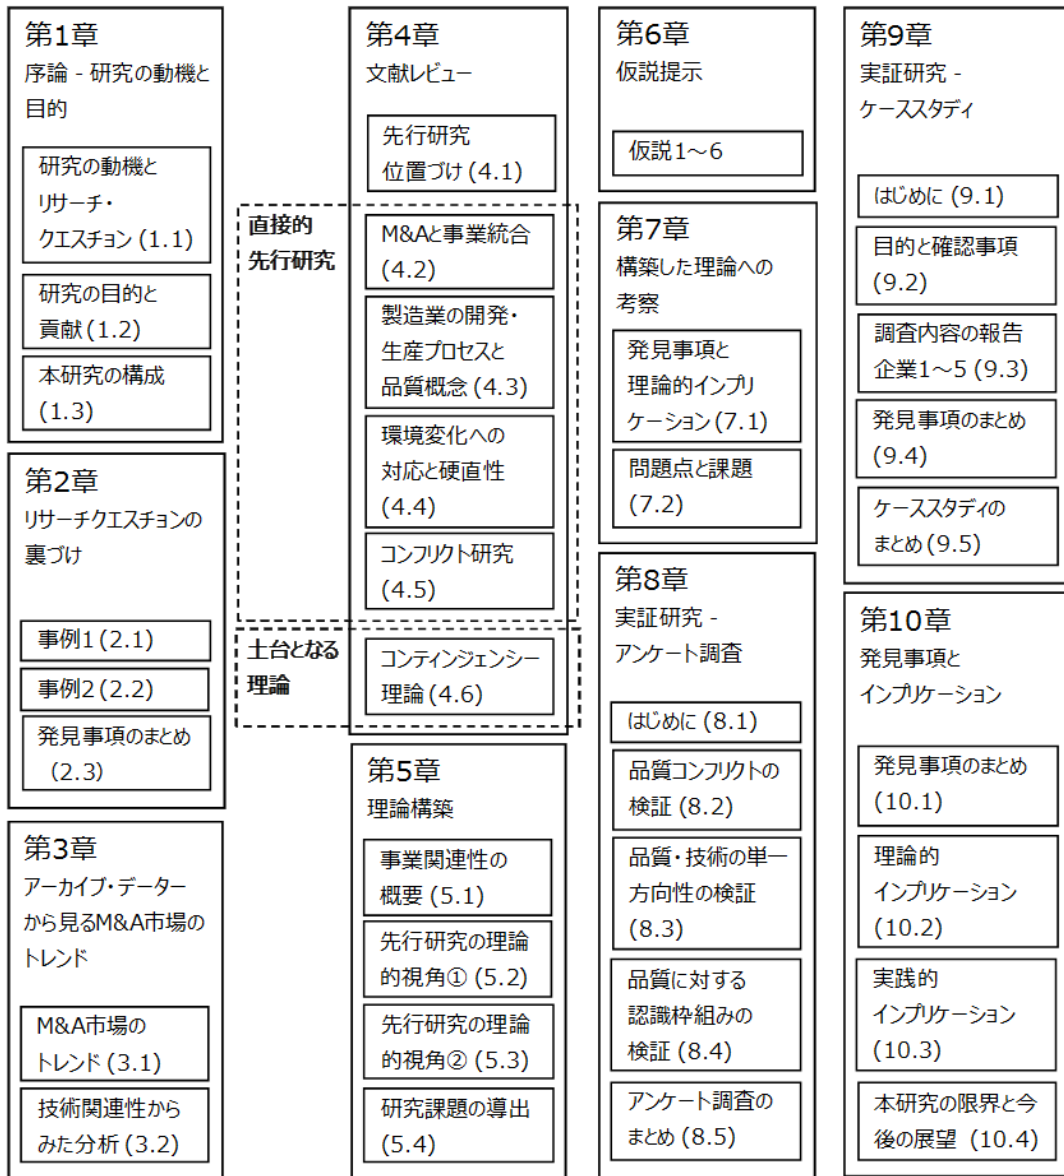 第1章
序論 - 研究の動機と
目的
研究の動機と
リサーチ・
クエスチョン (1.1)
研究の目的と
貢献 (1.2)
本研究の構成
(1.3)
第2章
リサーチクエスチョンの
裏づけ
事例1 (2.1)
事例2 (2.2)
発見事項のまとめ
(2.3)
第3章
アーカイブ・データー
から見るM&A市場の
トレンド
M&A市場の
トレンド (3.1)
技術関連性から
みた分析 (3.2)
第4章
文献レビュー
先行研究
位置づけ (4.1)
直接的
先行研究
M&Aと事業統合
(4.2)
製造業の開発・
生産プロセスと
品質概念 (4.3)
環境変化への
対応と硬直性
(4.4)
コンフリクト研究
(4.5)
土台となる
理論
コンティンジェンシー
理論 (4.6)
第5章
理論構築
事業関連性の
概要 (5.1)
先行研究の理論
的視角① (5.2)
先行研究の理論
的視角② (5.3)
研究課題の導出
(5.4)
第6章
仮説提示
仮説1～6
第7章
構築した理論への
考察
発見事項と
理論的インプリ
ケーション (7.1)
問題点と課題
(7.2)
第8章
実証研究 -
アンケート調査
はじめに (8.1)
品質コンフリクトの
検証 (8.2)
品質・技術の単一
方向性の検証
(8.3)
品質に対する
認識枠組みの
検証 (8.4)
アンケート調査の
まとめ (8.5)
第9章
実証研究 -
ケーススタディ
はじめに (9.1)
目的と確認事項
(9.2)
調査内容の報告
企業1～5 (9.3)
発見事項のまとめ
(9.4)
ケーススタディの
まとめ (9.5)
第10章
発見事項と
インプリケーション
発見事項のまとめ
(10.1)
理論的
インプリケーション
(10.2)
実践的
インプリケーション
(10.3)
本研究の限界と今
後の展望 (10.4)